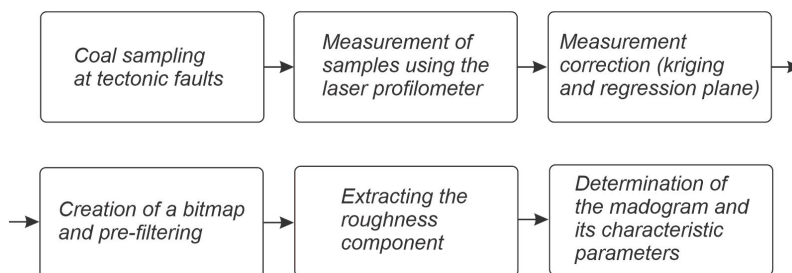 Coal sampling
at tectonic faults
Measurement of
samples using the
laser profilometer
Measurement
correction (kriging
and regression plane)
Creation of a bitmap
and pre-filtering
Extracting the
roughness
component
Determination of
the madogram and
its characteristic
parameters